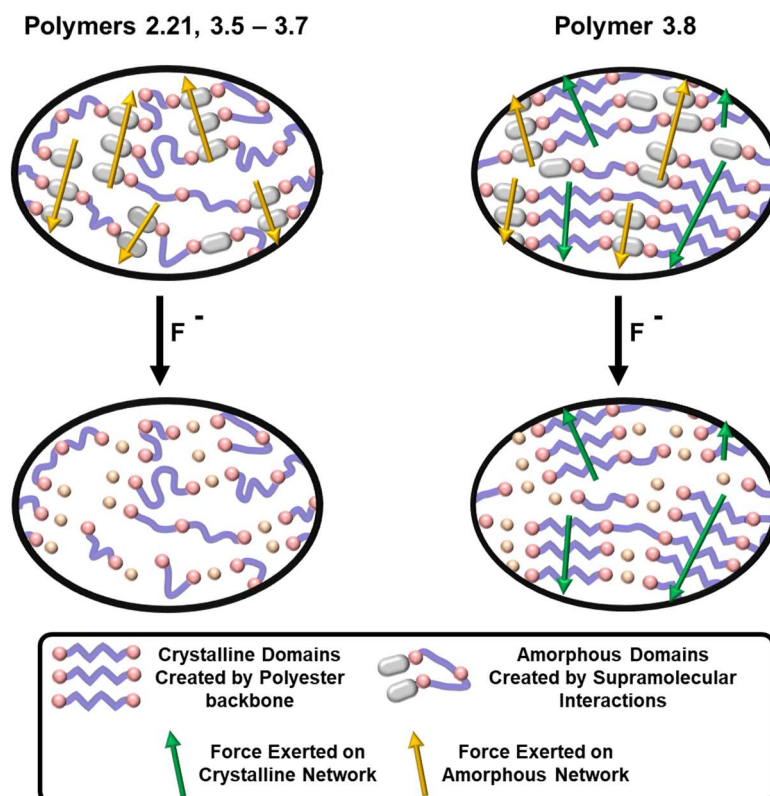 Polymers 2.21, 3.5 – 3.7
Polymer 3.8
F -
F -
Crystalline Domains
Created by Polyester
backbone
Amorphous Domains
Created by Supramolecular
Interactions
Force Exerted on
Crystalline Network
Force Exerted on
Amorphous Network